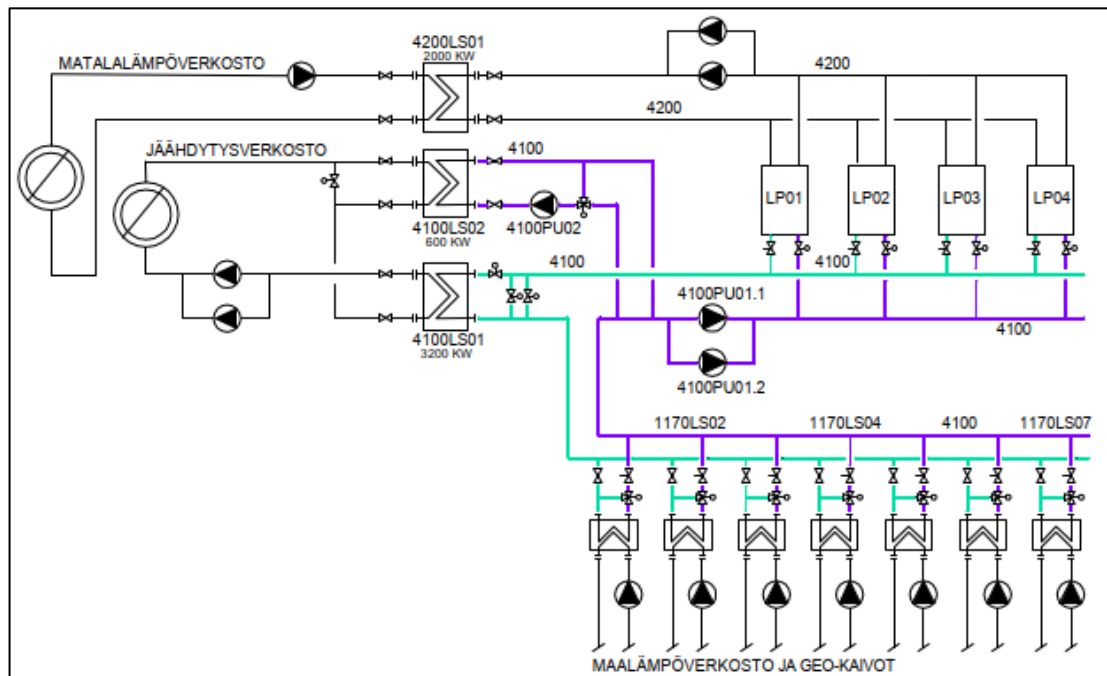 4200LS01
2000 KW
MATALALÄMPÖVERKOSTO
4200
4200
JÄÄHDYTYSVERKOSTO
4100
LP01
LP02
LP03
LP04
4100LS02
600 KW
4100PU02
4100
4100
4100PU01.1
4100
4100LS01
3200 KW
4100PU01.2
1170LS02
1170LS04
4100
1170LS07
MAALÄMPÖVERKOSTO JA GEO-KAIVOT